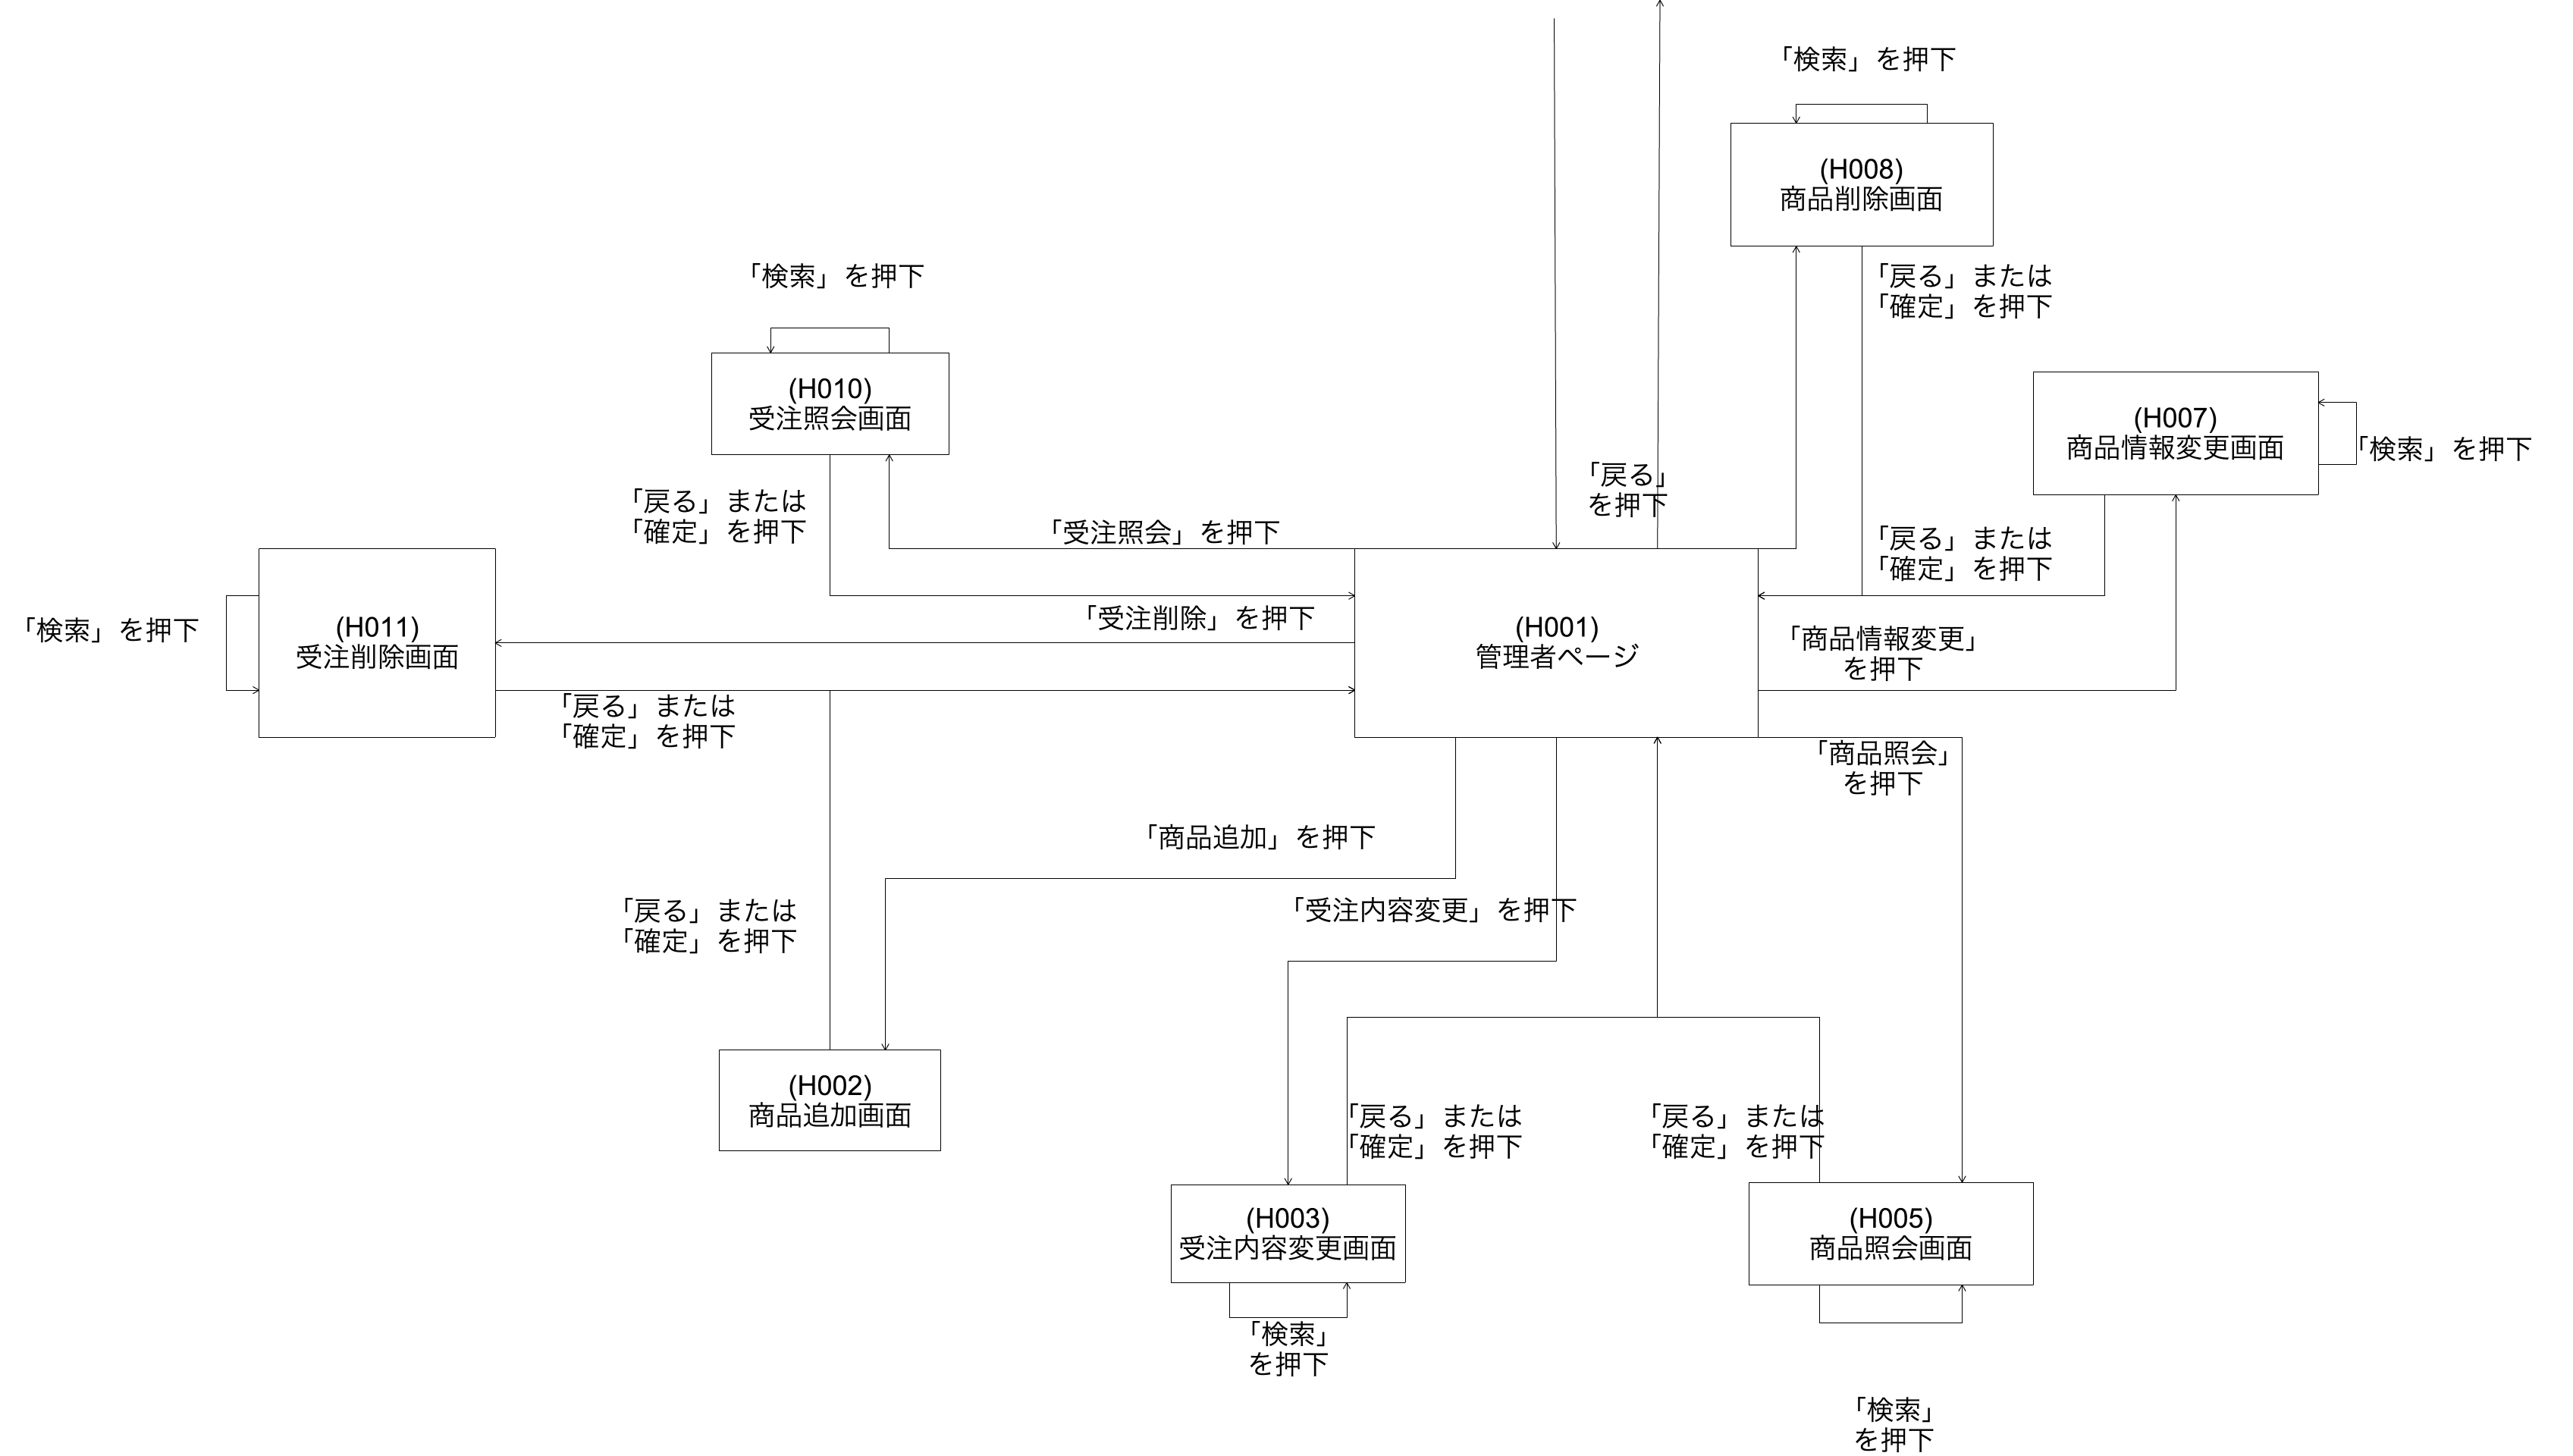 「検索」を押下
(H008)
商品削除画面
「戻る」または
「確定」を押下
「検索」を押下
(H010)
受注照会画面
「戻る」または
「確定」を押下
「受注照会」を押下
「戻る」
を押下
(H007)
商品情報変更画面
「検索」を押下
「戻る」または
「確定」を押下
「検索」を押下
(H011)
受注削除画面
「受注削除」を押下
(H001)
管理者ページ
「商品情報変更」
を押下
「戻る」または
「確定」を押下
「商品照会」
を押下
「商品追加」を押下
「受注内容変更」を押下
「戻る」または
「確定」を押下
(H002)
商品追加画面
「戻る」または
「確定」を押下
「戻る」または
「確定」を押下
(H003)
受注内容変更画面
(H005)
商品照会画面
「検索」
を押下
「検索」
を押下